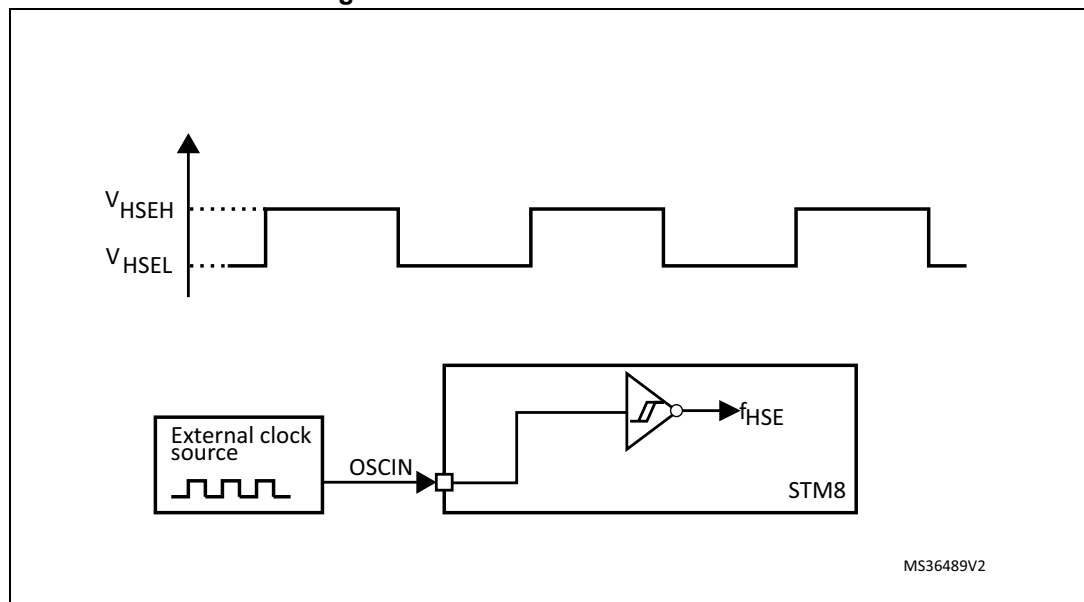 V_HSEH
V_HSEL
External clock
source
OSCIN
f_HSE
STM8
MS36489V2